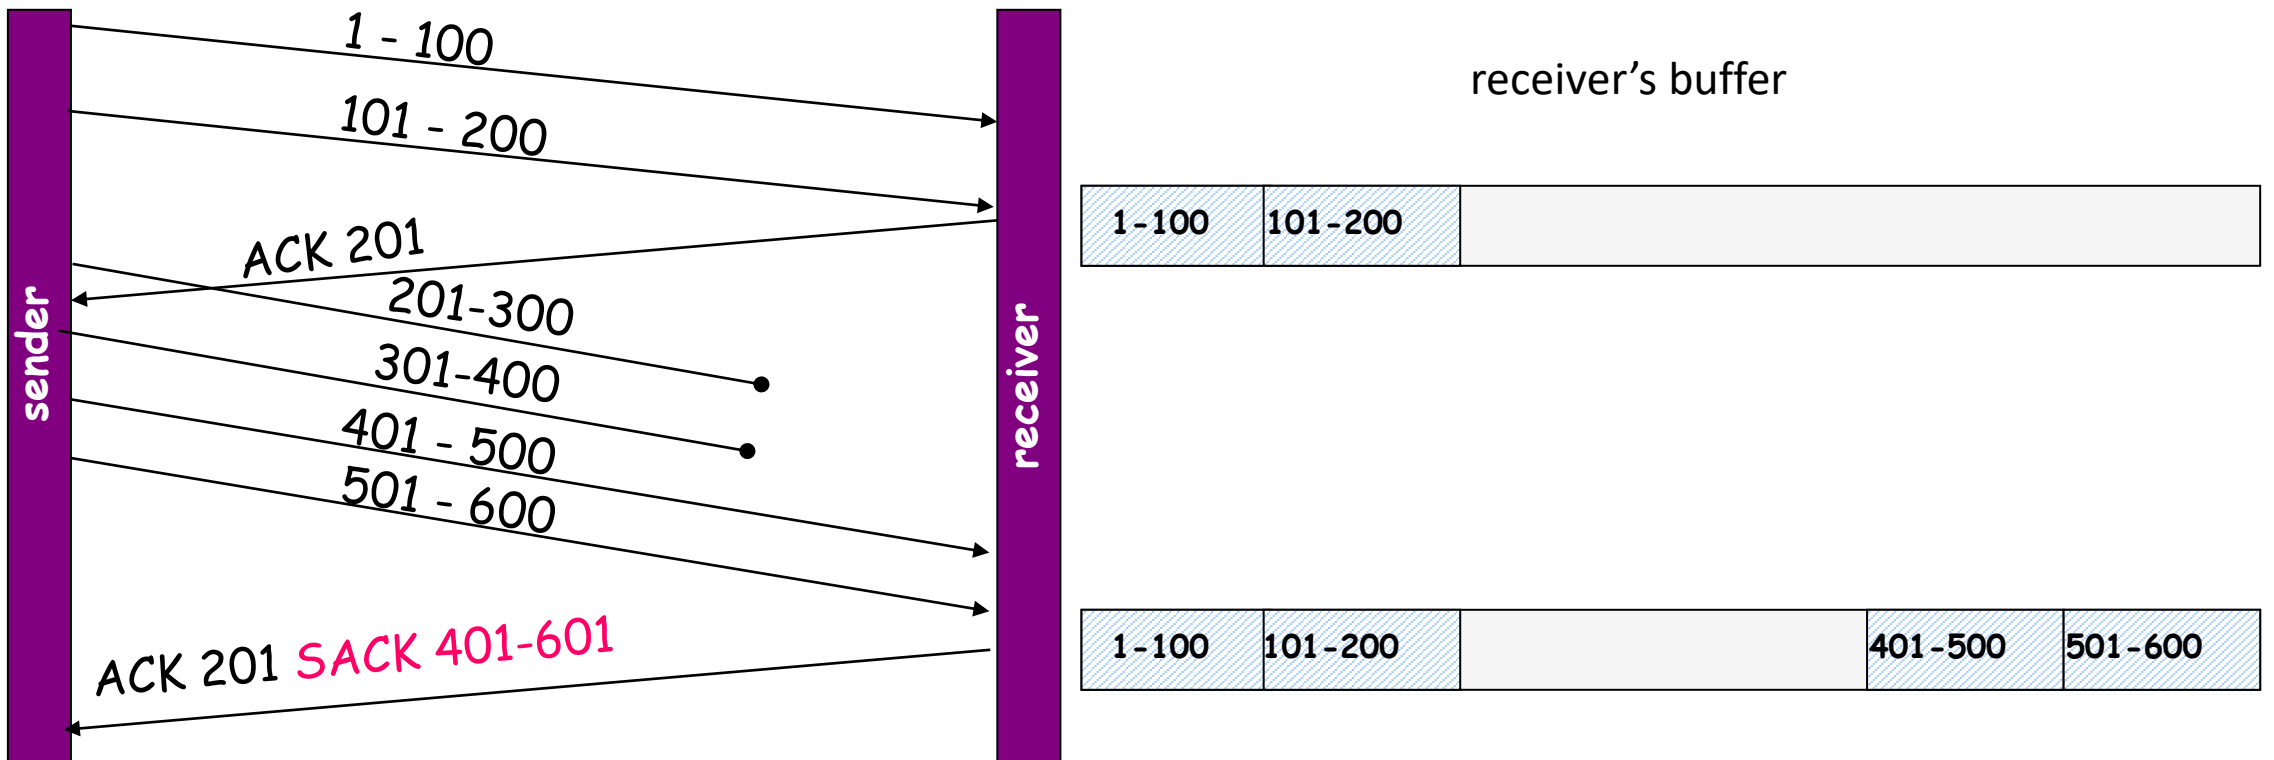 1 - 100
receiver’s buffer
101 - 200
1-100 101-200
ACK 201
201-300
sender
receiver
301-400
401 - 500
501 - 600
ACK 201 SACK 401-601
1-100 101-200 401-500 501-600